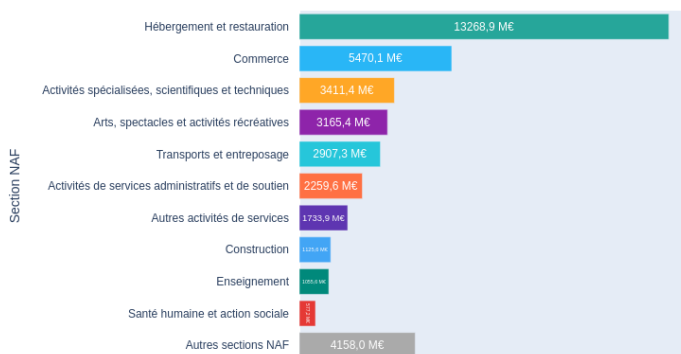 Section NAF
Hébergement et restauration 13268,9 M€
Commerce 5470,1 M€
Activités spécialisées, scientifiques et techniques 3411,4 M€
Arts, spectacles et activités récréatives 3165,4 M€
Transports et entreposage 2907,3 M€
Activités de services administratifs et de soutien 2259,6 M€
Autres activités de services 1733,9 M€
Construction M€
Enseignement M€
Santé humaine et action sociale M€
Autres sections NAF 4158,0 M€